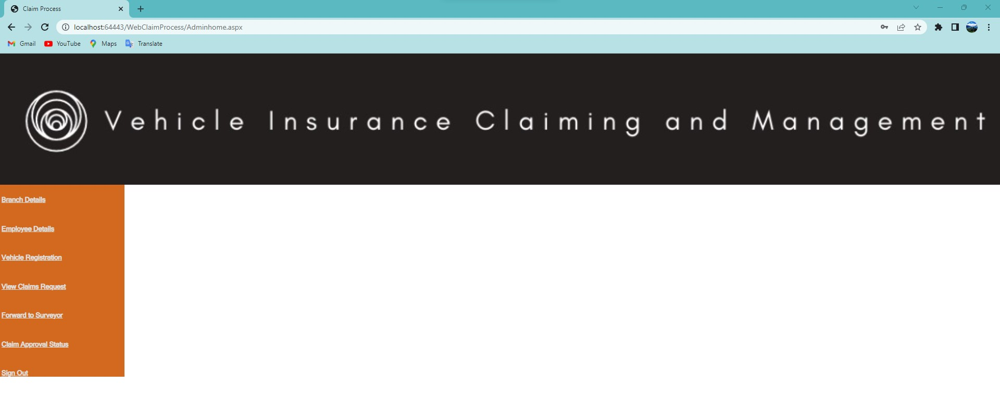 Claim Process
localhost:64443/WebClaimProcess/Adminhome.aspx
Gmail YouTube Maps Translate
Vehicle Insurance Claiming and Management
Branch Details
Employee Details
Vehicle Registration
View Claims Request
Forward to Surveyor
Claim Approval Status
Sign Out